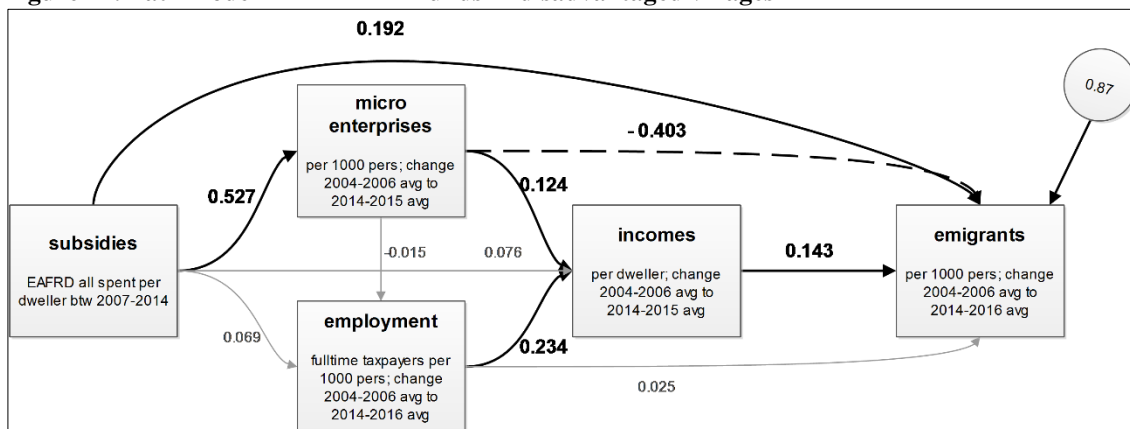 0.192
0.87
micro
enterprises
per 1000 pers; change
2004-2006 avg to
2014-2015 avg
-0.403
0.124
0.527
subsidies
EAFRD all spent per
dweller btw 2007-2014
-0.015
0.076
incomes
per dweller; change
2004-2006 avg to
2014-2015 avg
0.143
emigrants
per 1000 pers; change
2004-2006 avg to
2014-2016 avg
0.069
employment
fulltime taxpayers per
1000 pers; change
2004-2006 avg to
2014-2016 avg
0.234
0.025